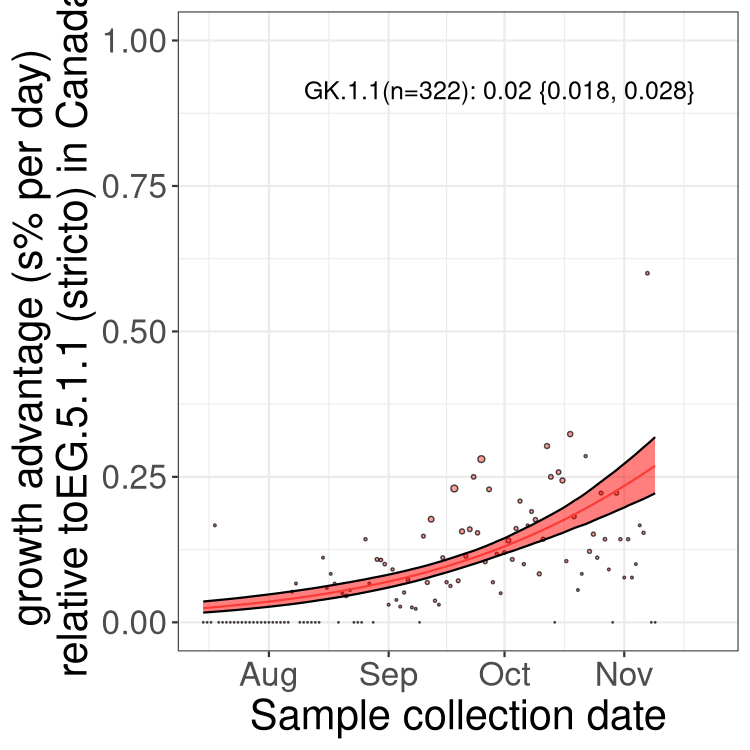 growth advantage (s% per day)
relative toEG.5.1.1 (stricto) in Canada
1.00
0.75
0.50
0.25
0.00
GK.1.1(n=322): 0.02 {0.018, 0.028}
Aug Sep Oct Nov
Sample collection date